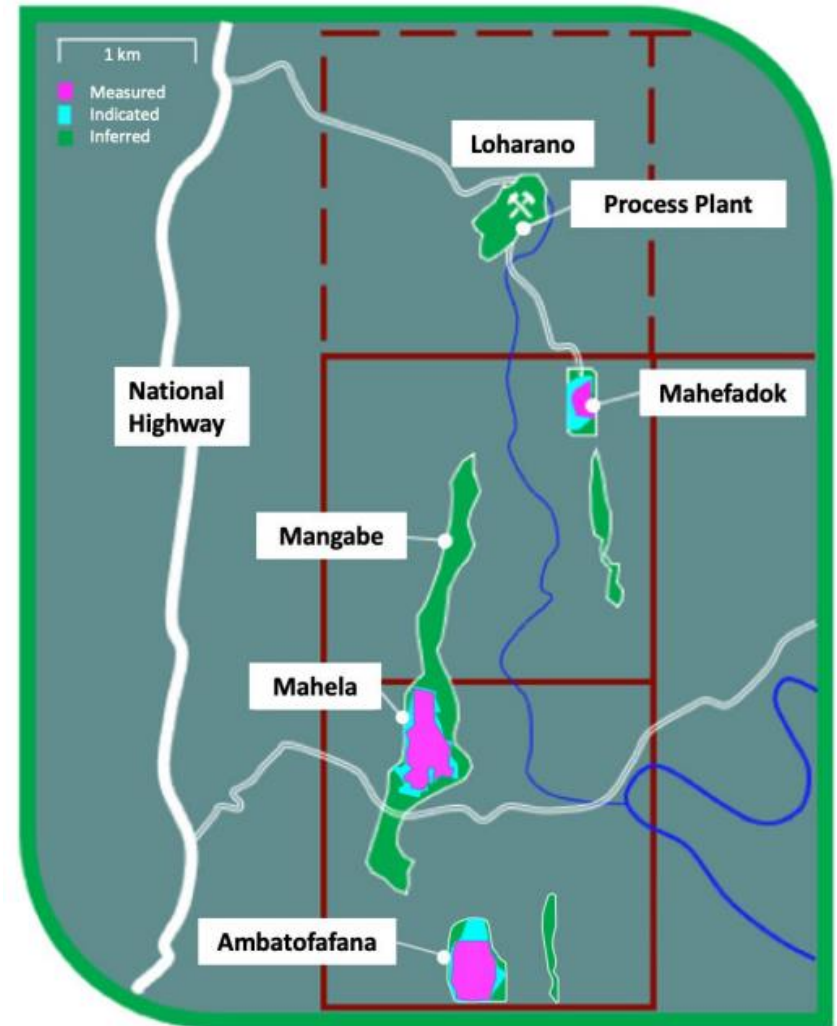 1 km
Measured
Indicated
Inferred
Loharano
Process Plant
National
Highway
Mahefadok
Mangabe
Mahela
Ambatofafana